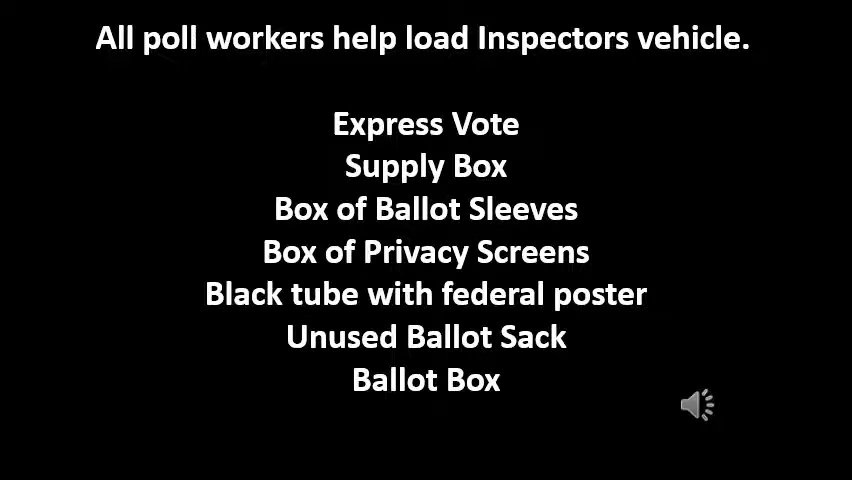 All poll workers help load Inspectors vehicle.
Express Vote
Supply Box
Box of Ballot Sleeves
Box of Privacy Screens
Black tube with federal poster
Unused Ballot Sack
Ballot Box